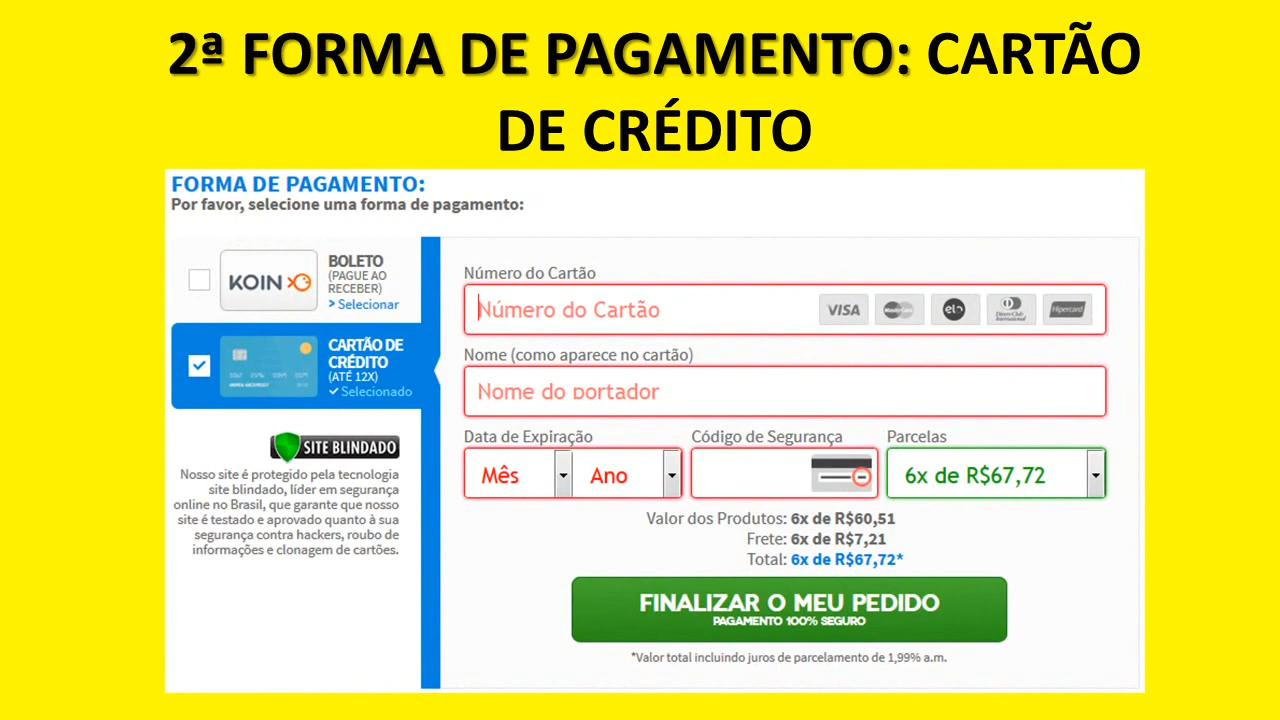 2ª FORMA DE PAGAMENTO: CARTÃO
DE CRÉDITO
FORMA DE PAGAMENTO:
Por favor, selecione uma forma de pagamento:
KOIN
BOLETO
(PAGUE AO
RECEBER)
> Selecionar
CARTÃO DE
CRÉDITO
(ATÉ 12X)
Selecionado
SITE BLINDADO
Nosso site é protegido pela tecnologia
site blindado, líder em segurança
online no Brasil, que garante que nosso
site é testado e aprovado quanto à sua
segurança contra hackers, roubo de
informações e clonagem de cartões.
Número do Cartão
Número do Cartão
VISA
MasterCard
elo
Diners Club
International
Hipercard
Nome (como aparece no cartão)
Nome do portador
Data de Expiração
Mês
Ano
Código de Segurança
Parcelas
6x de R$67,72
Valor dos Produtos: 6x de R$60,51
Frete: 6x de R$7,21
Total: 6x de R$67,72*
FINALIZAR O MEU PEDIDO
PAGAMENTO 100% SEGURO
*Valor total incluindo juros de parcelamento de 1,99% a.m.